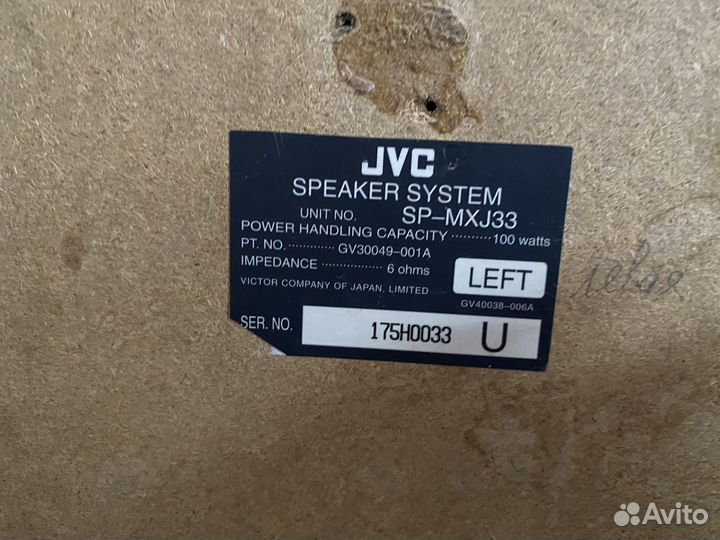 JVC
SPEAKER SYSTEM
UNIT NO. SP-MXJ33
POWER HANDLING CAPACITY ·········· 100 watts
PT. NO. ············· GV30049-001A
IMPEDANCE ················· 6 ohms
VICTOR COMPANY OF JAPAN, LIMITED
LEFT
GV40038-006A
SER. NO. 175H0033 U
левая
Avito